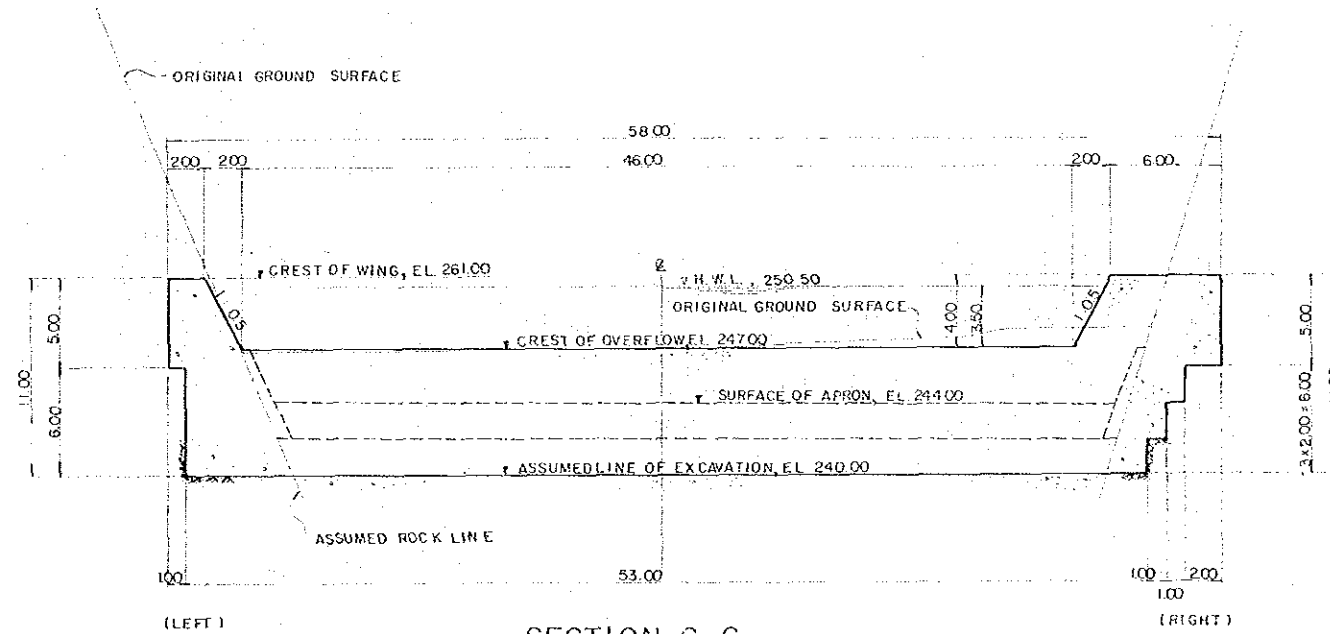 ORIGINAL GROUND SURFACE
58.00
2.00 2.00 46.00 2.00 6.00
CREST OF WING, EL 261.00
H.W.L., 250.50
ORIGINAL GROUND SURFACE
1:0.5
4.00
3.50
1:0.5
CREST OF OVERFLOW, EL 247.00
SURFACE OF APRON, EL 244.00
ASSUMED LINE OF EXCAVATION, EL 240.00
11.00
5.00
6.00
5.00
3 x 2.00 = 6.00
ASSUMED ROCK LINE
1.00 53.00 1.00 2.00
1.00
(LEFT) (RIGHT)